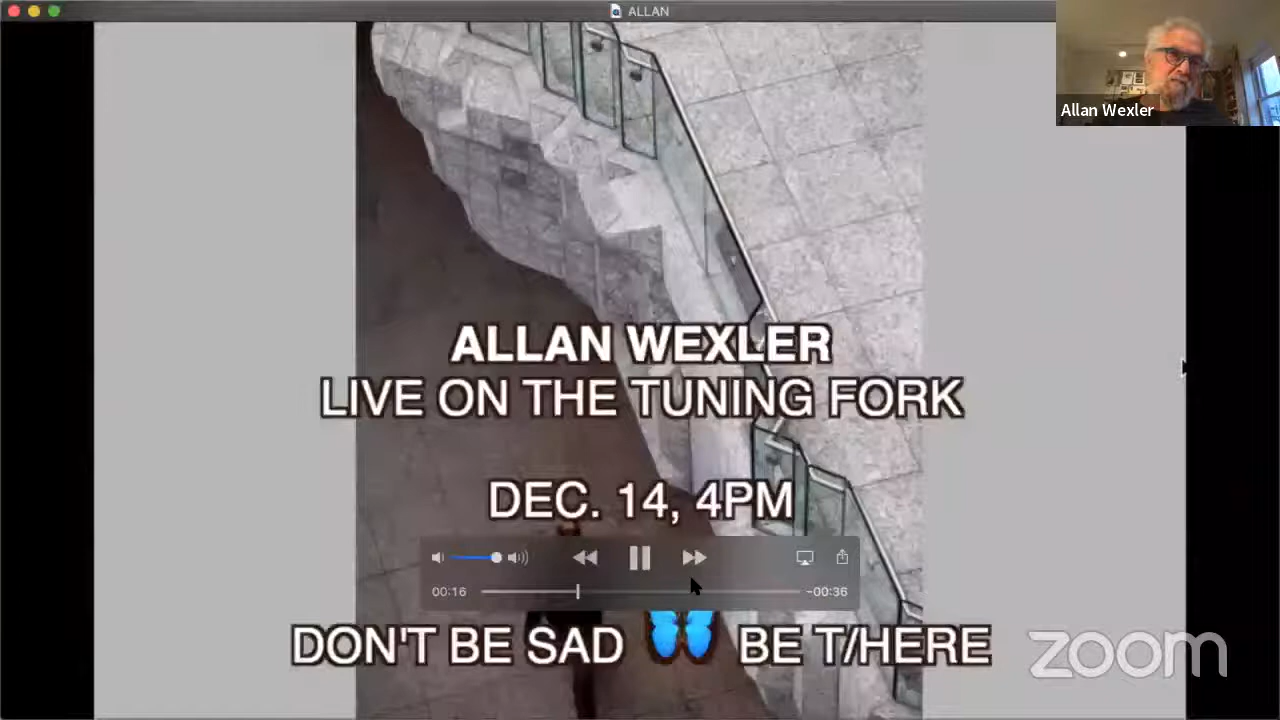 ALLAN
Allan Wexler
ALLAN WEXLER
LIVE ON THE TUNING FORK
DEC. 14, 4PM
00:16
-00:36
DON'T BE SAD BE T/HERE
zoom